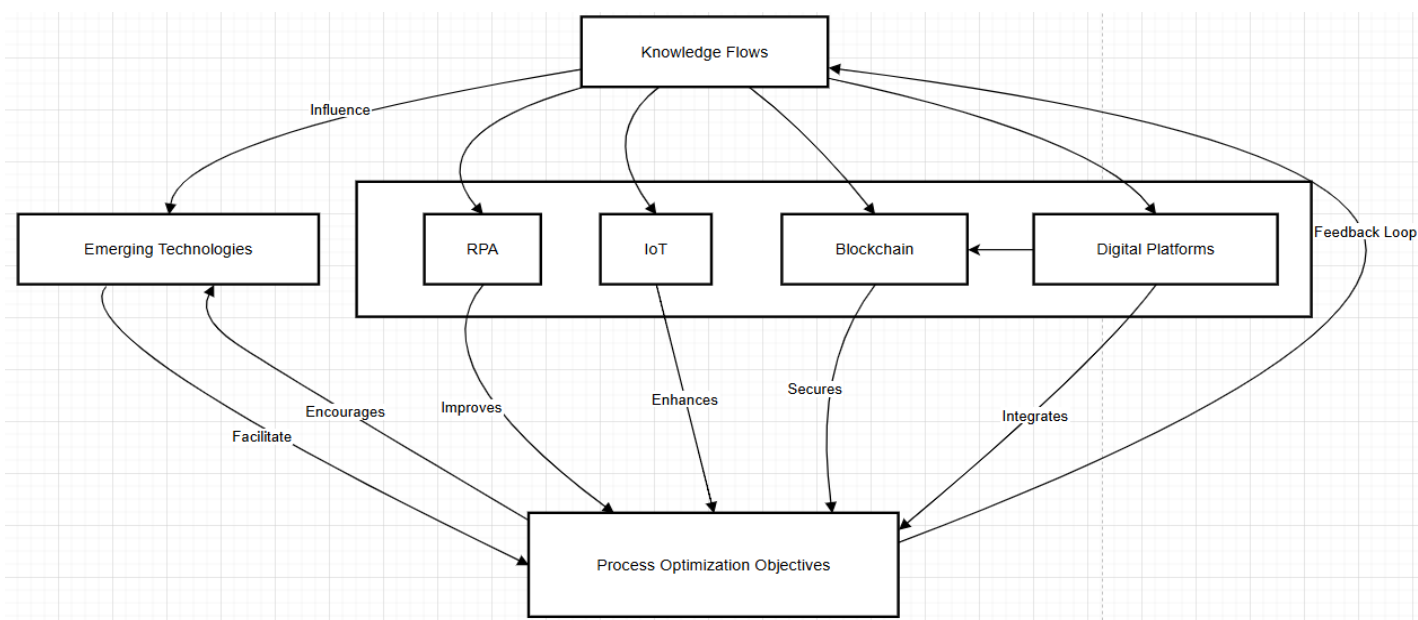 Knowledge Flows
Influence
Emerging Technologies
RPA
IoT
Blockchain
Digital Platforms
Feedback Loop
Encourages
Facilitate
Improves
Enhances
Secures
Integrates
Process Optimization Objectives